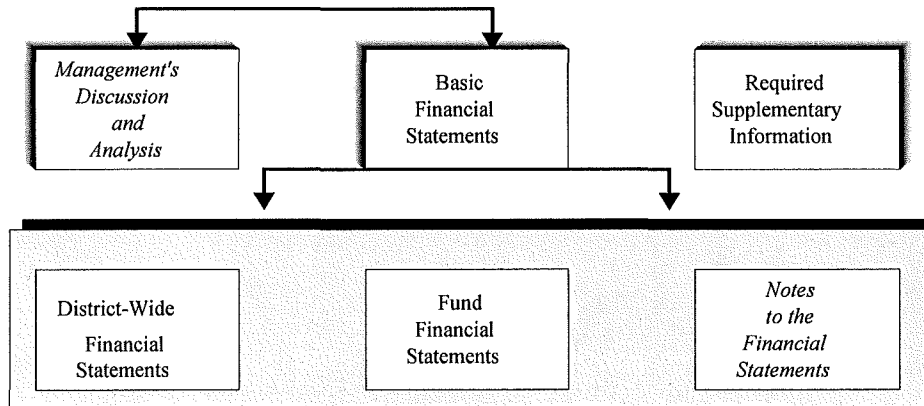 Management's
Discussion
and
Analysis
Basic
Financial
Statements
Required
Supplementary
Information
District-Wide
Financial
Statements
Fund
Financial
Statements
Notes
to the
Financial
Statements